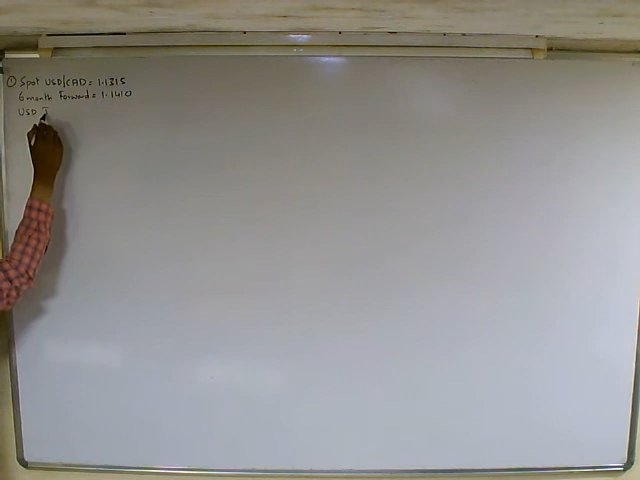 ① Spot USD/CAD = 1.1315
6 month Forward = 1.1410
USD I